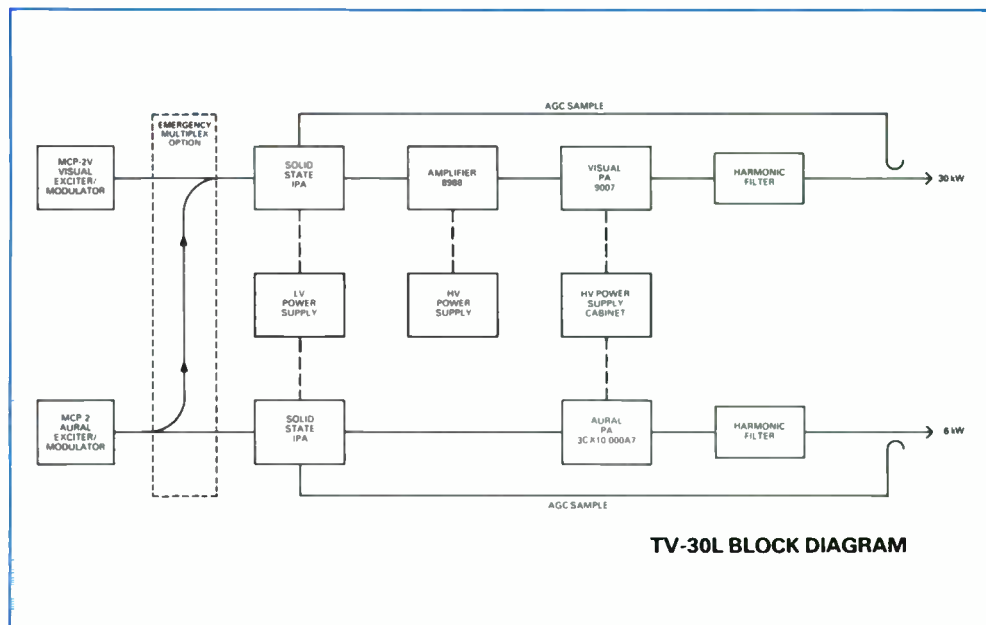 AGC SAMPLE
EMERGENCY
MULTIPLEX
OPTION
MCP-2V
VISUAL
EXCITER/
MODULATOR
SOLID
STATE
IPA
AMPLIFIER
8988
VISUAL
PA
9007
HARMONIC
FILTER
30 kW
LV
POWER
SUPPLY
HV
POWER
SUPPLY
HV POWER
SUPPLY
CABINET
MCP 2
AURAL
EXCITER/
MODULATOR
SOLID
STATE
IPA
AURAL
PA
3CX10 000A7
HARMONIC
FILTER
6 kW
AGC SAMPLE
TV-30L BLOCK DIAGRAM